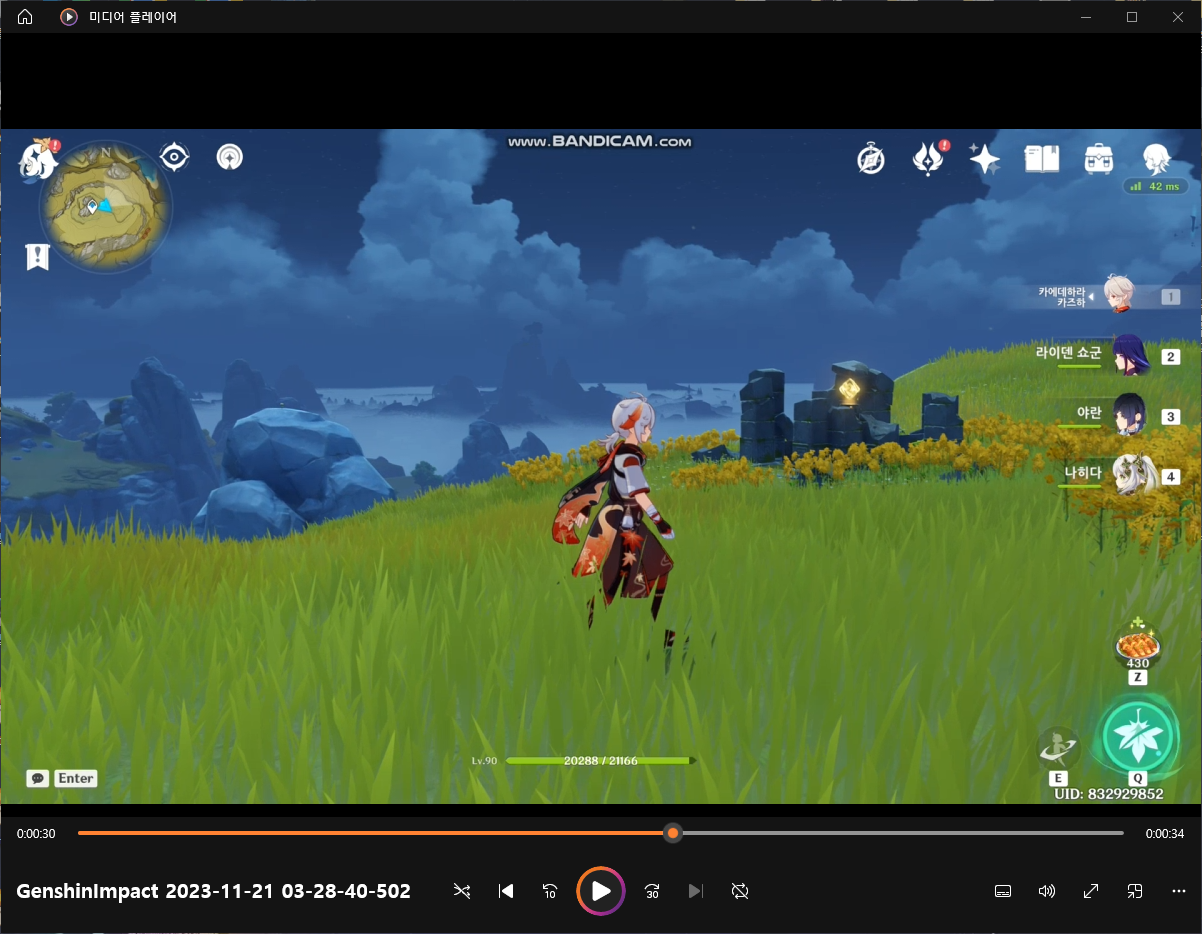 미디어 플레이어
www.BANDICAM.com
N
42 ms
카에데하라
카즈하
1
라이덴 쇼군
2
야란
3
나히다
4
430
Z
Lv.90
20288 / 21166
Enter
E
Q
UID: 832929852
0:00:30
0:00:34
GenshinImpact 2023-11-21 03-28-40-502
10
30